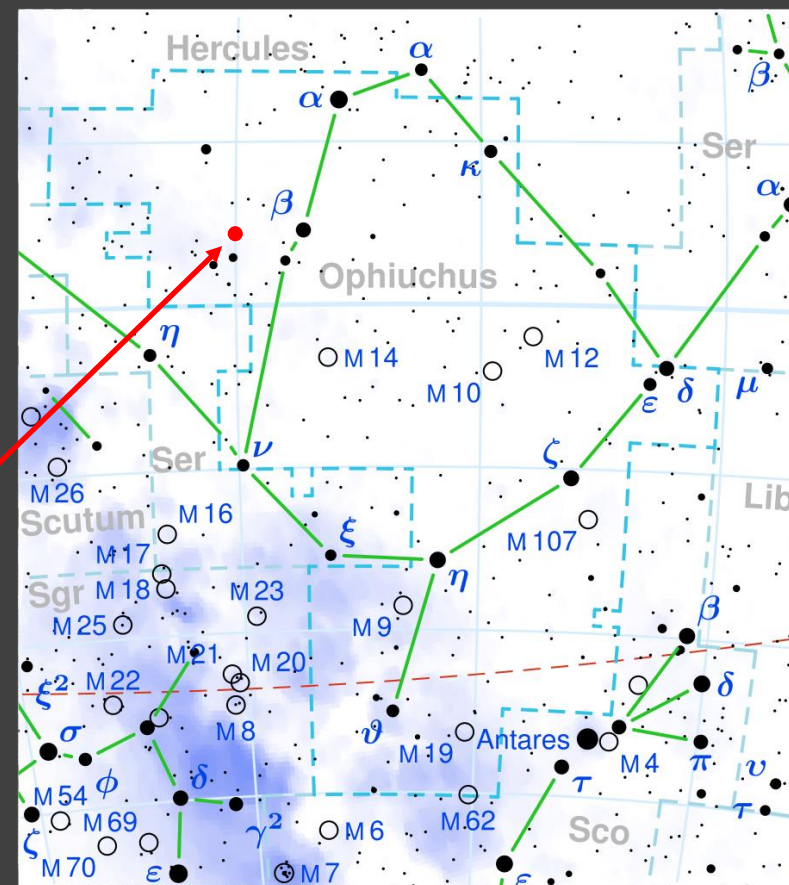 Hercules
α
α
β
Ser
κ
α
β
Ophiuchus
η
M 14
M 12
M 10
ε
δ
μ
ν
Ser
ζ
M 26
Lib
Scutum
M 16
ξ
M 107
M 17
η
Sgr
M 18
M 23
M 9
β
M 25
M 21
M 20
ξ²
M 22
δ
σ
M 8
ϑ
M 19
Antares
M 4
π
ϕ
τ
υ
δ
M 54
M 62
τ
γ²
ζ
M 69
M 6
Sco
M 70
ε
M 7
ε